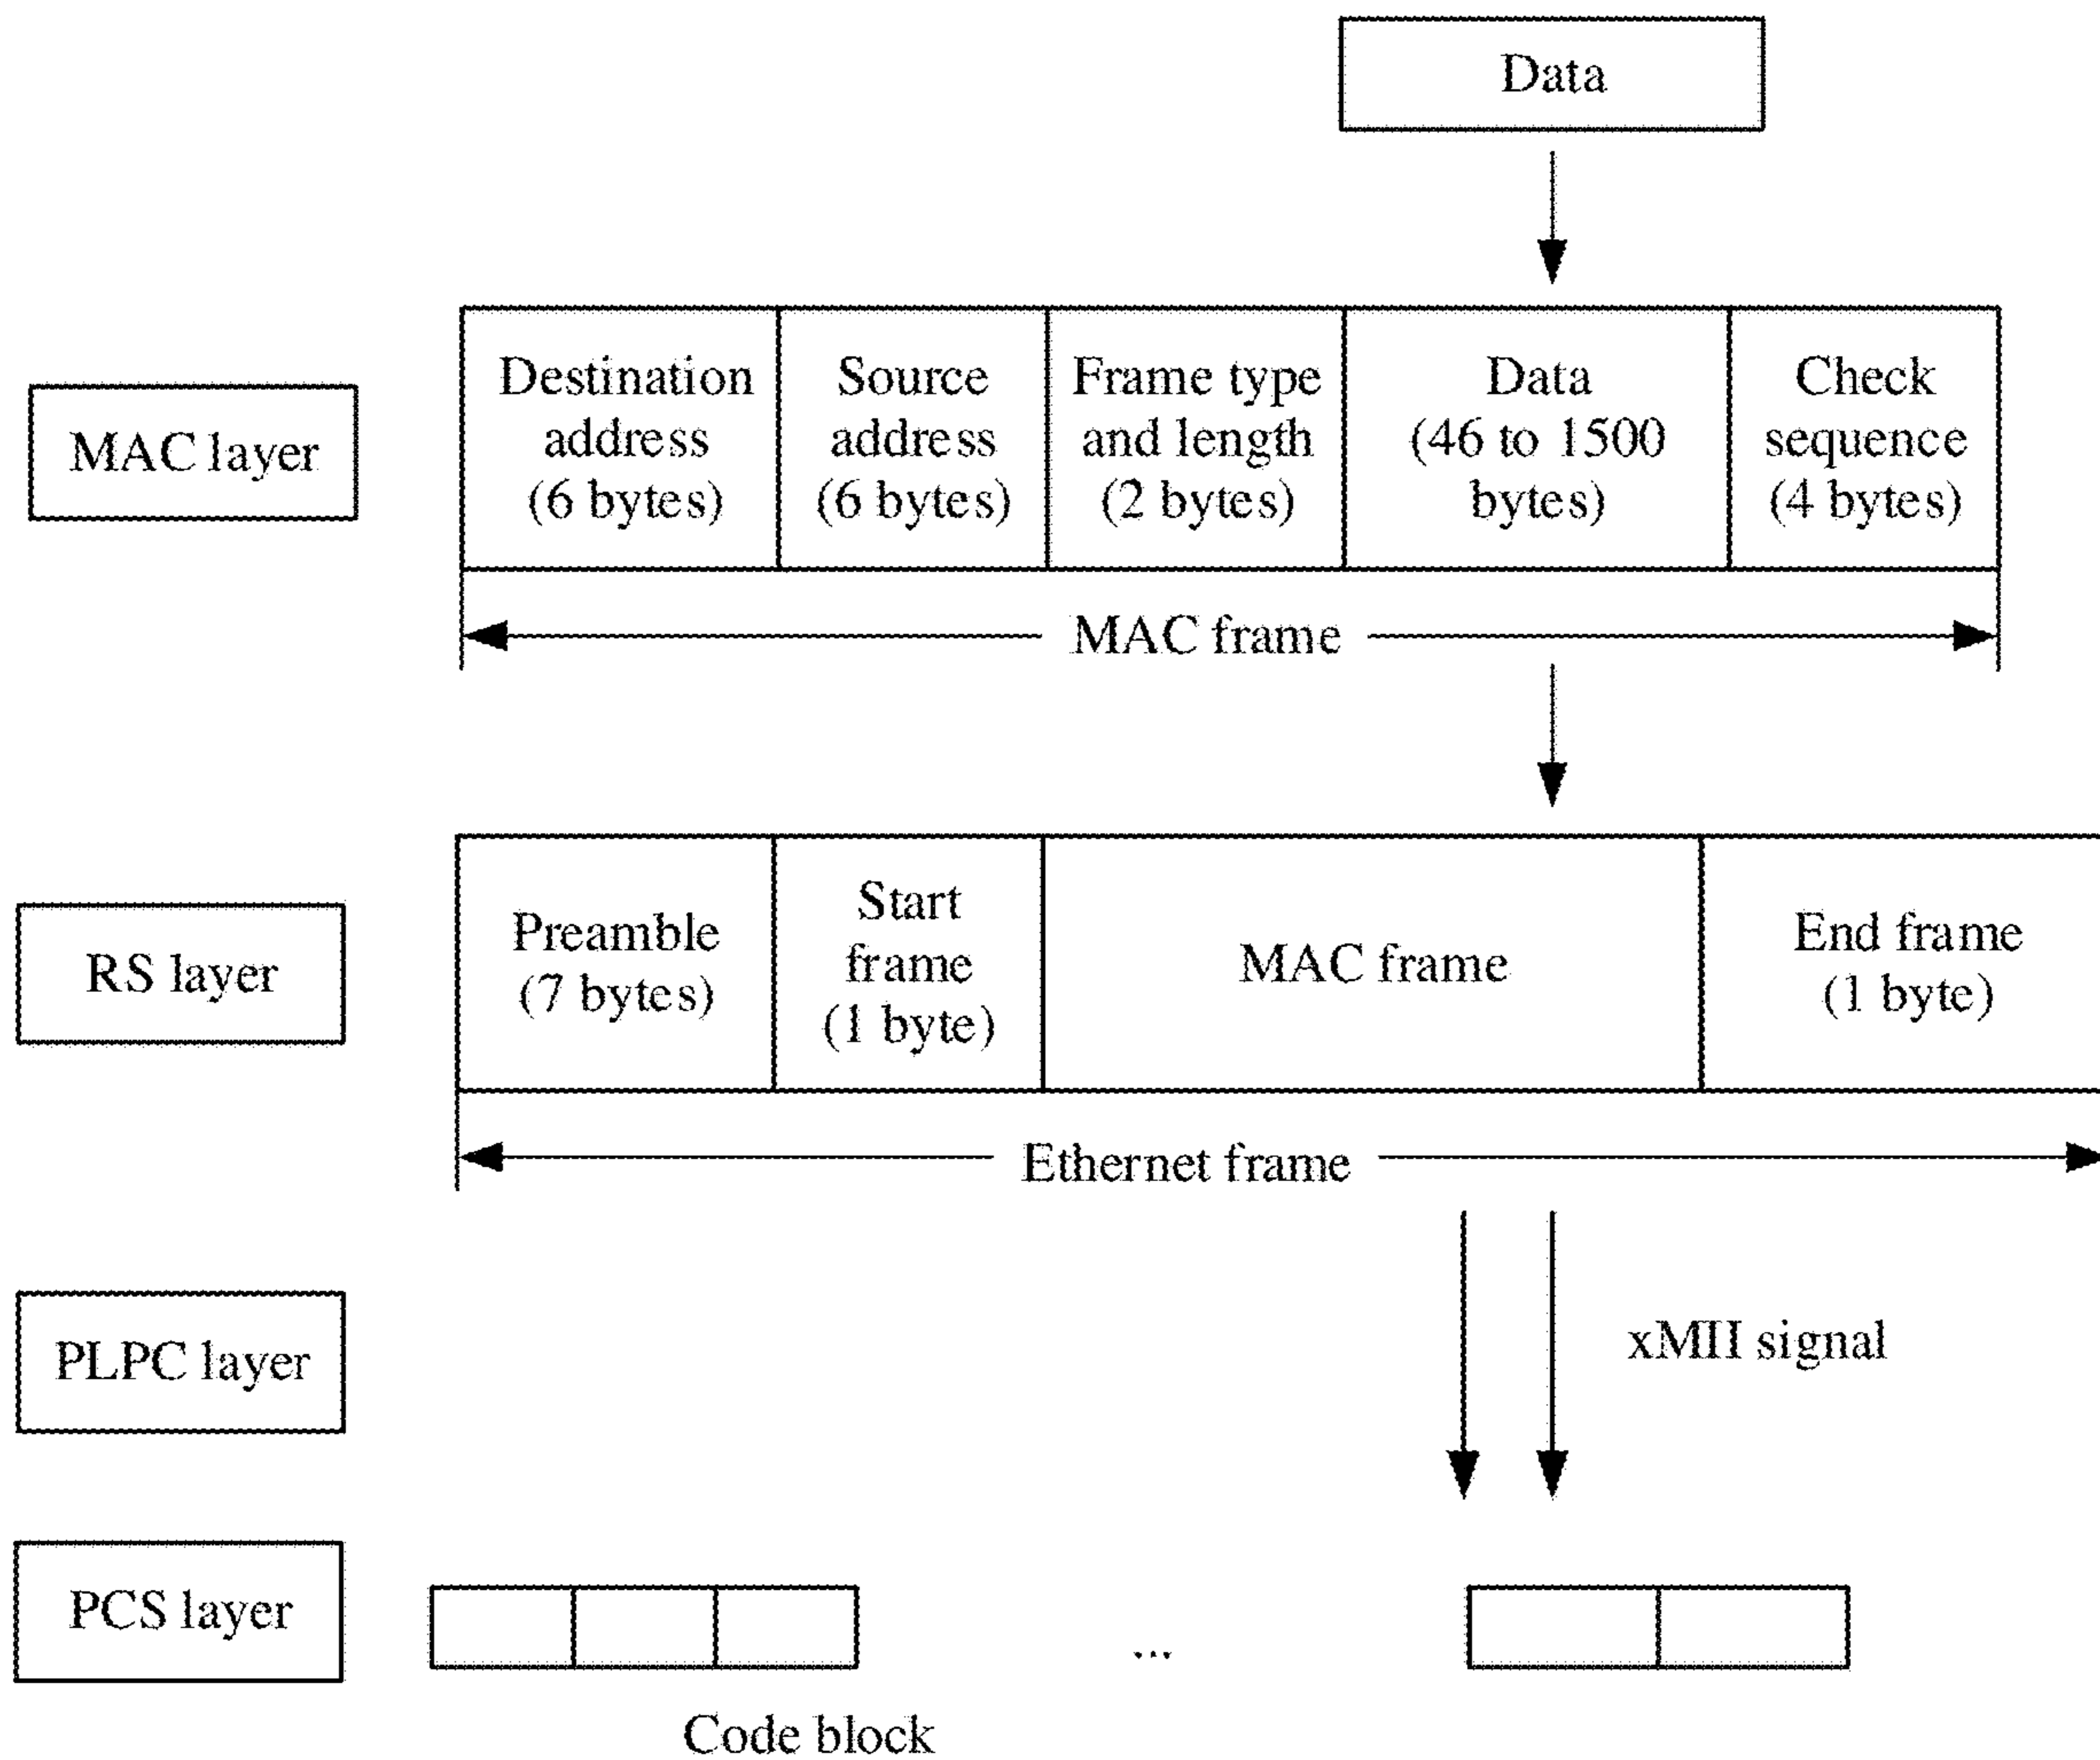 Data
MAC layer
Destination
address
(6 bytes)
Source
address
(6 bytes)
Frame type
and length
(2 bytes)
Data
(46 to 1500
bytes)
Check
sequence
(4 bytes)
MAC frame
RS layer
Preamble
(7 bytes)
Start
frame
(1 byte)
MAC frame
End frame
(1 byte)
Ethernet frame
PLPC layer
xMII signal
PCS layer
...
Code block